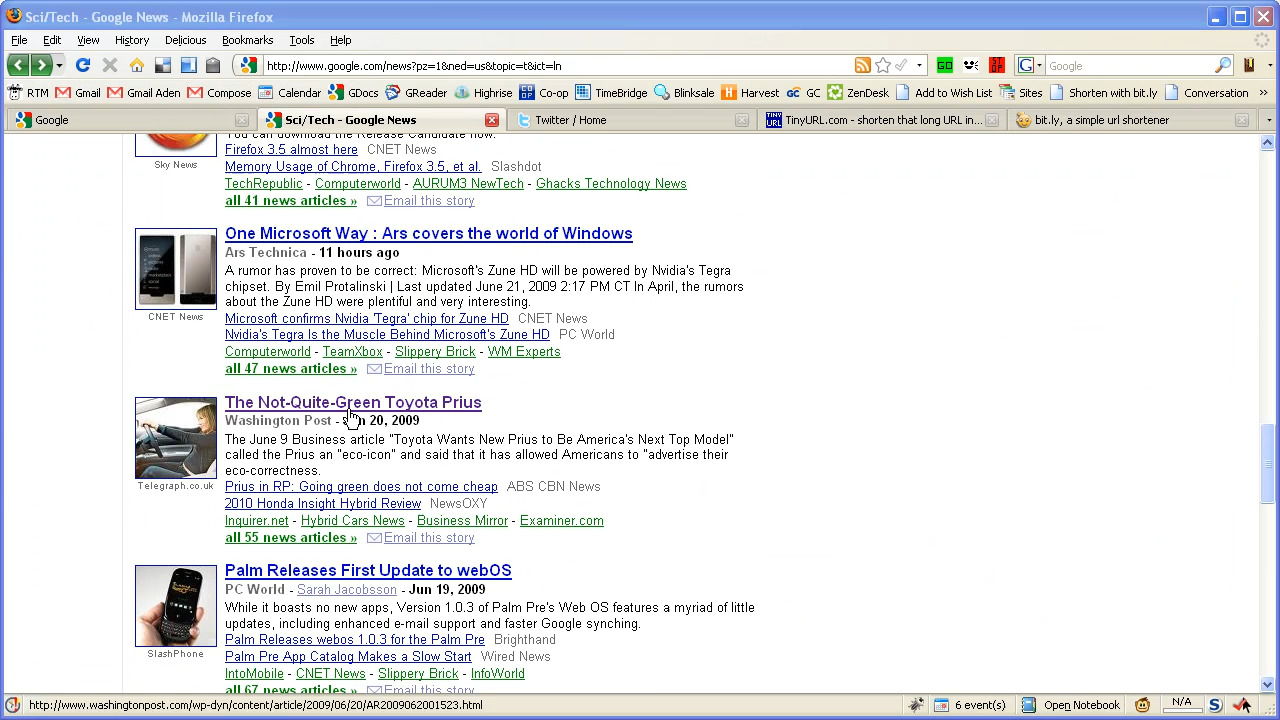 Sci/Tech - Google News - Mozilla Firefox
File Edit View History Delicious Bookmarks Tools Help
http://www.google.com/news?pz=1&ned=us&topic=t&ict=ln
GO
Google
RTM Gmail Gmail Aden Compose Calendar GDocs GReader Highrise Co-op TimeBridge Blinksale Harvest GC ZenDesk Add to Wish List Sites Shorten with bit.ly Conversation
Google Sci/Tech - Google News Twitter / Home TinyURL.com - shorten that long URL in... bit.ly, a simple url shortener
You can download the Release Candidate now.
Firefox 3.5 almost here CNET News
Sky News
Memory Usage of Chrome, Firefox 3.5, et al. Slashdot
TechRepublic - Computerworld - AURUM3 NewTech - Ghacks Technology News
all 41 news articles » Email this story
One Microsoft Way : Ars covers the world of Windows
Ars Technica - 11 hours ago
A rumor has proven to be correct: Microsoft's Zune HD will be powered by Nvidia's Tegra
chipset. By Emil Protalinski | Last updated June 21, 2009 2:17 PM CT In April, the rumors
about the Zune HD were plentiful and very interesting.
CNET News
Microsoft confirms Nvidia 'Tegra' chip for Zune HD CNET News
Nvidia's Tegra Is the Muscle Behind Microsoft's Zune HD PC World
Computerworld - TeamXbox - Slippery Brick - WM Experts
all 47 news articles » Email this story
The Not-Quite-Green Toyota Prius
Washington Post - 20, 2009
The June 9 Business article "Toyota Wants New Prius to Be America's Next Top Model"
called the Prius an "eco-icon" and said that it has allowed Americans to "advertise their
eco-correctness.
Telegraph.co.uk
Prius in RP: Going green does not come cheap ABS CBN News
2010 Honda Insight Hybrid Review NewsOXY
Inquirer.net - Hybrid Cars News - Business Mirror - Examiner.com
all 55 news articles » Email this story
Palm Releases First Update to webOS
PC World - Sarah Jacobsson - Jun 19, 2009
While it boasts no new apps, Version 1.0.3 of Palm Pre's Web OS features a myriad of little
updates, including enhanced e-mail support and faster Google synching.
SlashPhone
Palm Releases webos 1.0.3 for the Palm Pre Brighthand
Palm Pre App Catalog Makes a Slow Start Wired News
IntoMobile - CNET News - Slippery Brick - InfoWorld
all 67 news articles » Email this story
http://www.washingtonpost.com/wp-dyn/content/article/2009/06/20/AR2009062001523.html
6 event(s) Open Notebook N/A